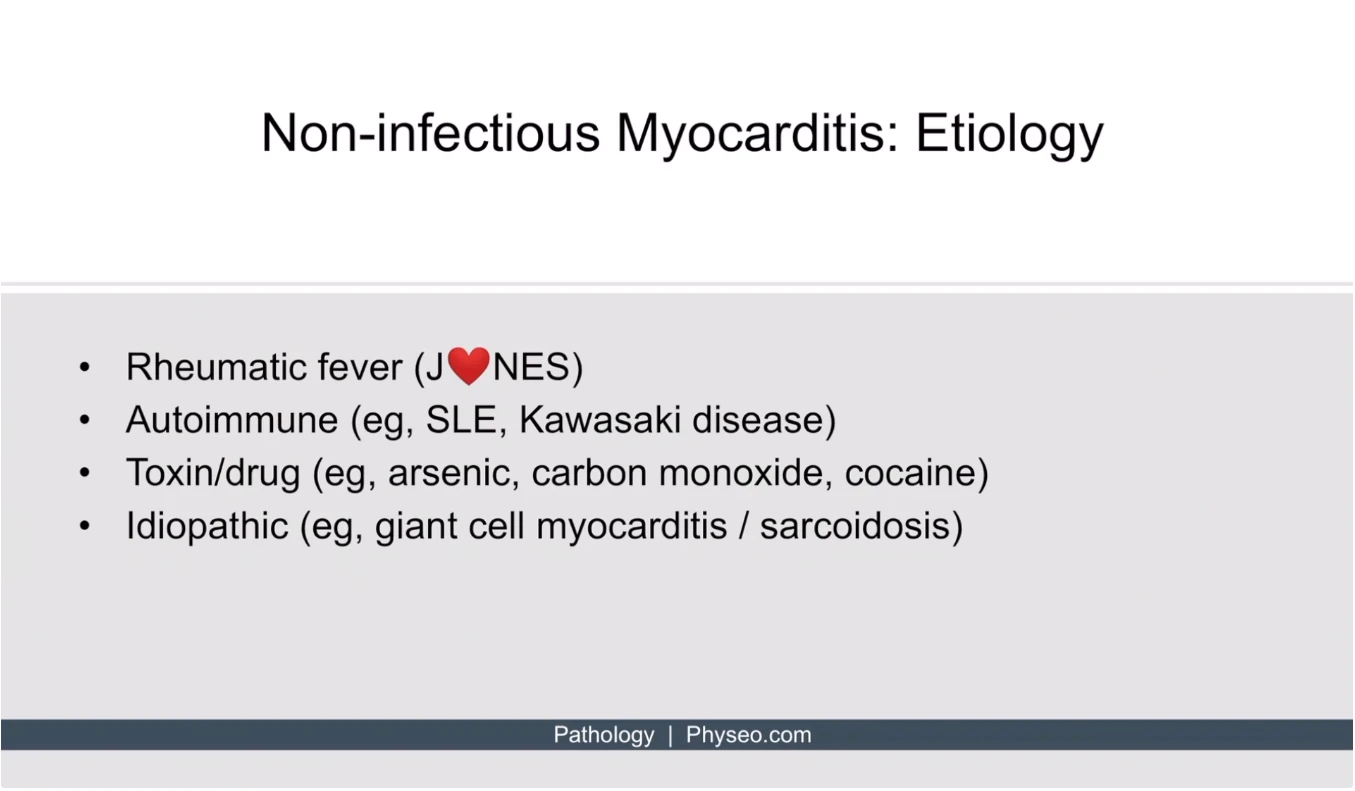 Non-infectious Myocarditis: Etiology
• Rheumatic fever (J❤️NES)
• Autoimmune (eg, SLE, Kawasaki disease)
• Toxin/drug (eg, arsenic, carbon monoxide, cocaine)
• Idiopathic (eg, giant cell myocarditis / sarcoidosis)
Pathology | Physeo.com